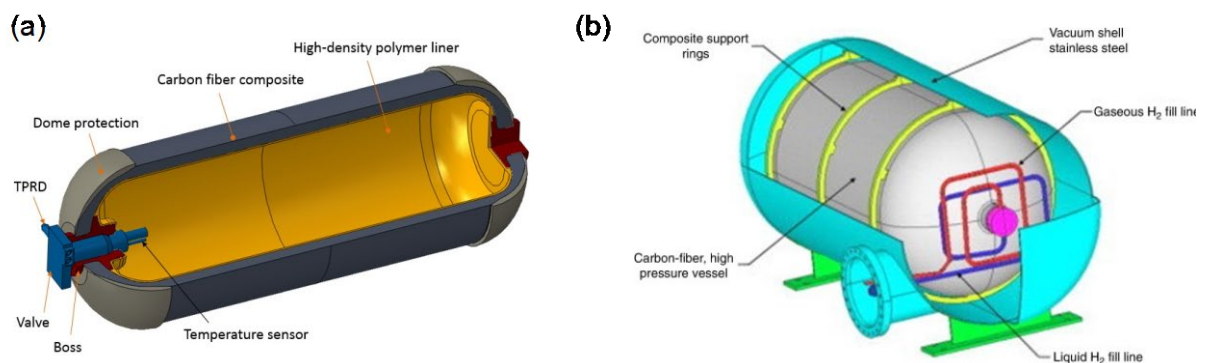 (a)
High-density polymer liner
Carbon fiber composite
Dome protection
TPRD
Valve
Boss
Temperature sensor
(b)
Composite support
rings
Vacuum shell
stainless steel
Gaseous H₂ fill line
Carbon-fiber, high
pressure vessel
Liquid H₂ fill line